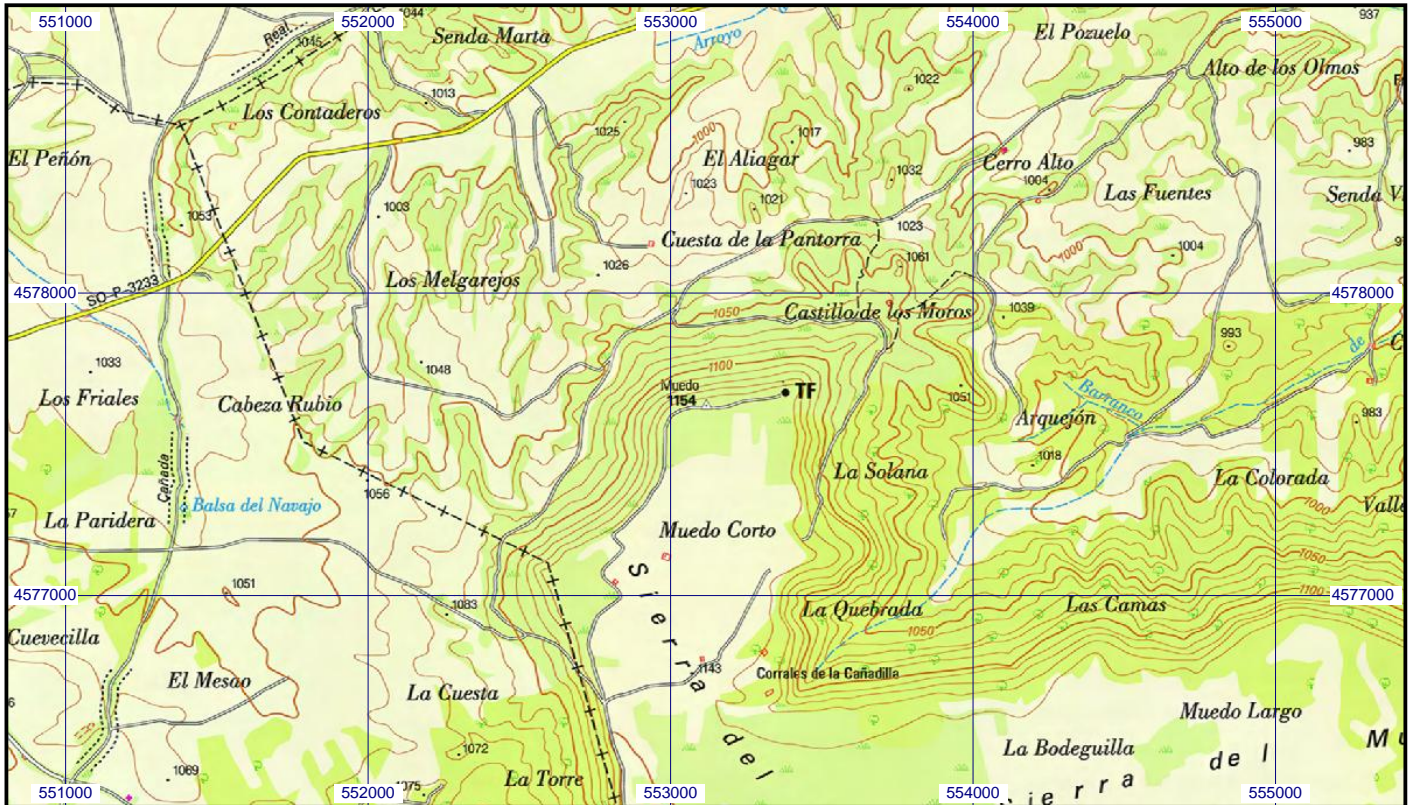 551000
552000
553000
554000
555000
1044
Senda Marta
El Pozuelo
937
Real
1045
Arroyo
Alto de los Olmos
1022
1013
Los Contaderos
1025
1000
1017
El Peñón
El Aliagar
Cerro Alto
983
1032
1004
Las Fuentes
1023
1021
Senda
1053
1003
1023
Cuesta de la Pantorra
1004
1000
1026
1061
Los Melgarejos
SO-P-3233
4578000
4578000
1050
Castillo de los Moros
1039
993
de
1033
1048
1100
Muedo
1154
TF
Los Friales
Cabeza Rubio
1051
Barranco
Arquejón
983
1018
La Solana
La Colorada
Cañada
1056
Balsa del Navajo
La Paridera
Muedo Corto
1000
1050
Sierra
1051
4577000
1100
4577000
1083
La Quebrada
Las Camas
Cuevecilla
1050
El Mesao
1143
Corrales de la Cañadilla
La Cuesta
Muedo Largo
1072
del
La Bodeguilla
del
1069
1075
La Torre
ierra
551000
552000
553000
554000
555000